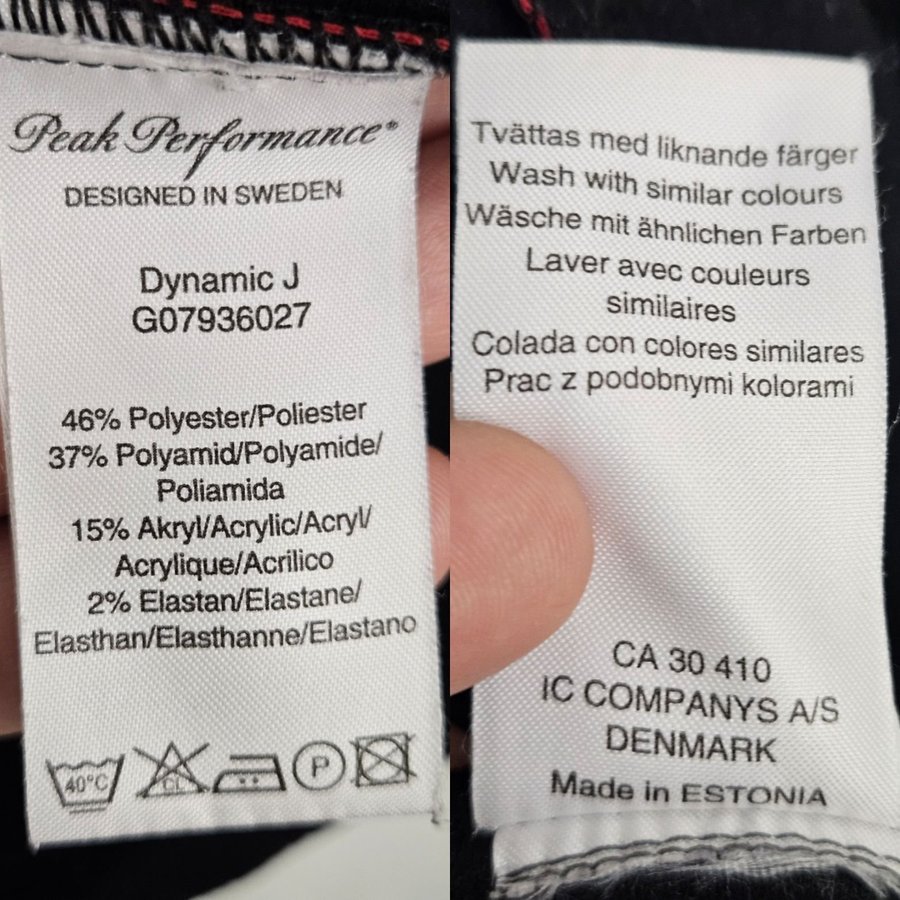 Peak Performance®
DESIGNED IN SWEDEN
Dynamic J
G07936027
46% Polyester/Poliester
37% Polyamid/Polyamide/
Poliamida
15% Akryl/Acrylic/Acryl/
Acrylique/Acrilico
2% Elastan/Elastane/
Elasthan/Elasthanne/Elastano
40°C
CL
P
Tvättas med liknande färger
Wash with similar colours
Wäsche mit ähnlichen Farben
Laver avec couleurs
similaires
Colada con colores similares
Prac z podobnymi kolorami
CA 30 410
IC COMPANYS A/S
DENMARK
Made in ESTONIA